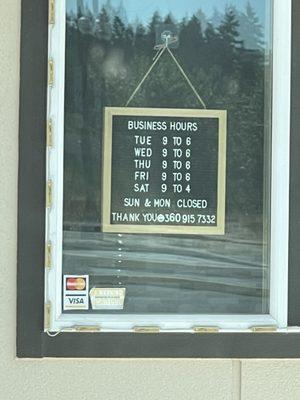 BUSINESS HOURS
TUE 9 TO 6
WED 9 TO 6
THU 9 TO 6
FRI 9 TO 6
SAT 9 TO 4
SUN & MON CLOSED
THANK YOU☻360 915 7332
MasterCard
VISA